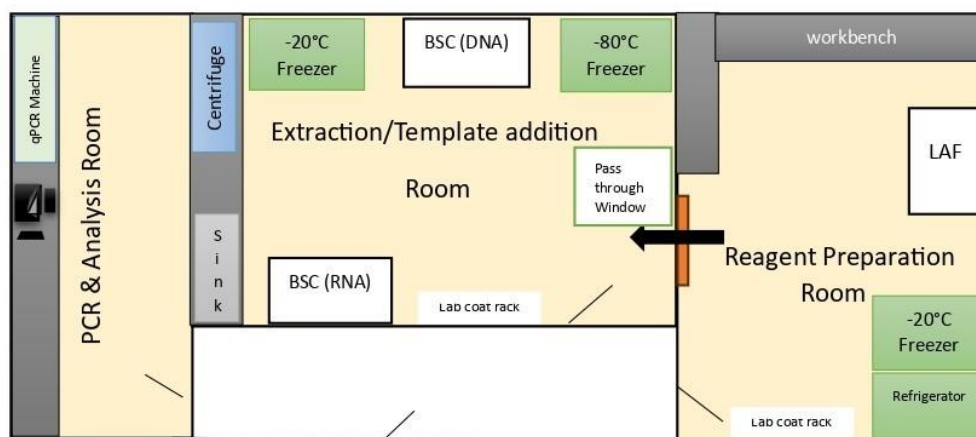 qPCR Machine
PCR & Analysis Room
Centrifuge
Sink
-20°C
Freezer
BSC (DNA)
-80°C
Freezer
Extraction/Template addition
Room
Pass
through
Window
BSC (RNA)
Lab coat rack
workbench
LAF
Reagent Preparation
Room
-20°C
Freezer
Refrigerator
Lab coat rack